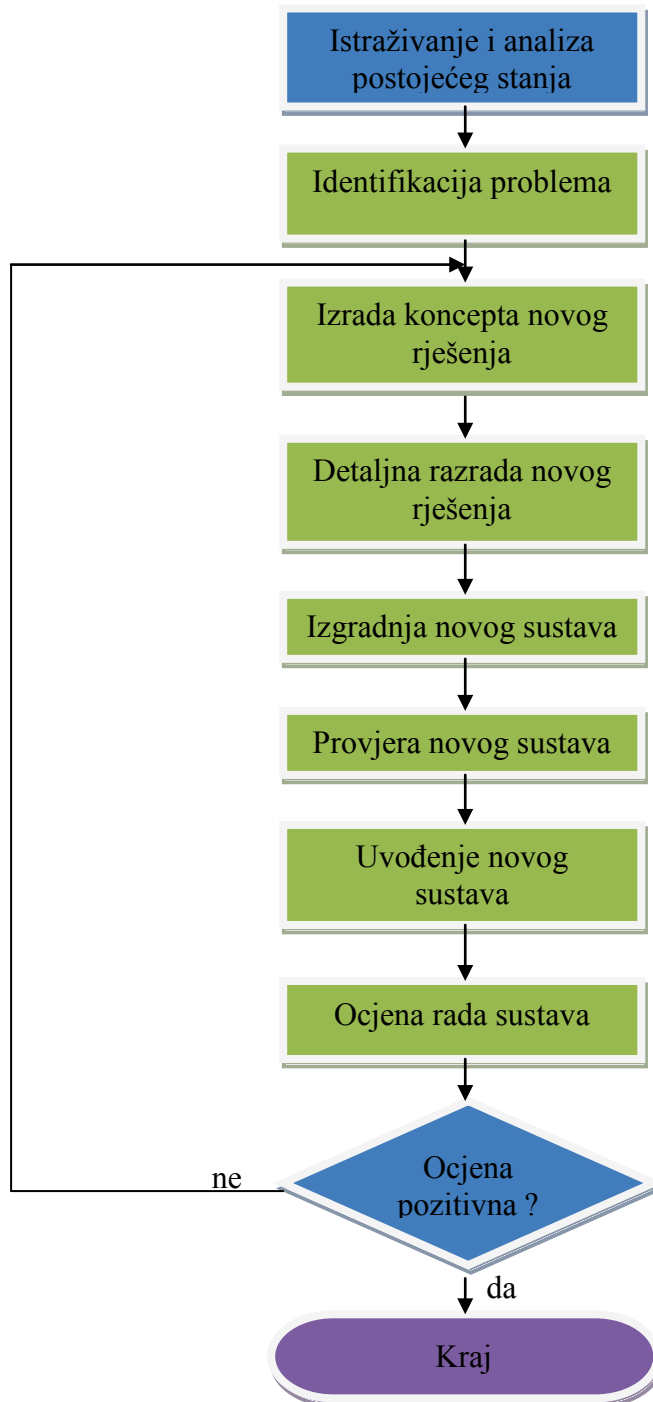 Istraživanje i analiza
postojećeg stanja
Identifikacija problema
Izrada koncepta novog
rješenja
Detaljna razrada novog
rješenja
Izgradnja novog sustava
Provjera novog sustava
Uvođenje novog
sustava
Ocjena rada sustava
Ocjena
pozitivna ?
ne
da
Kraj